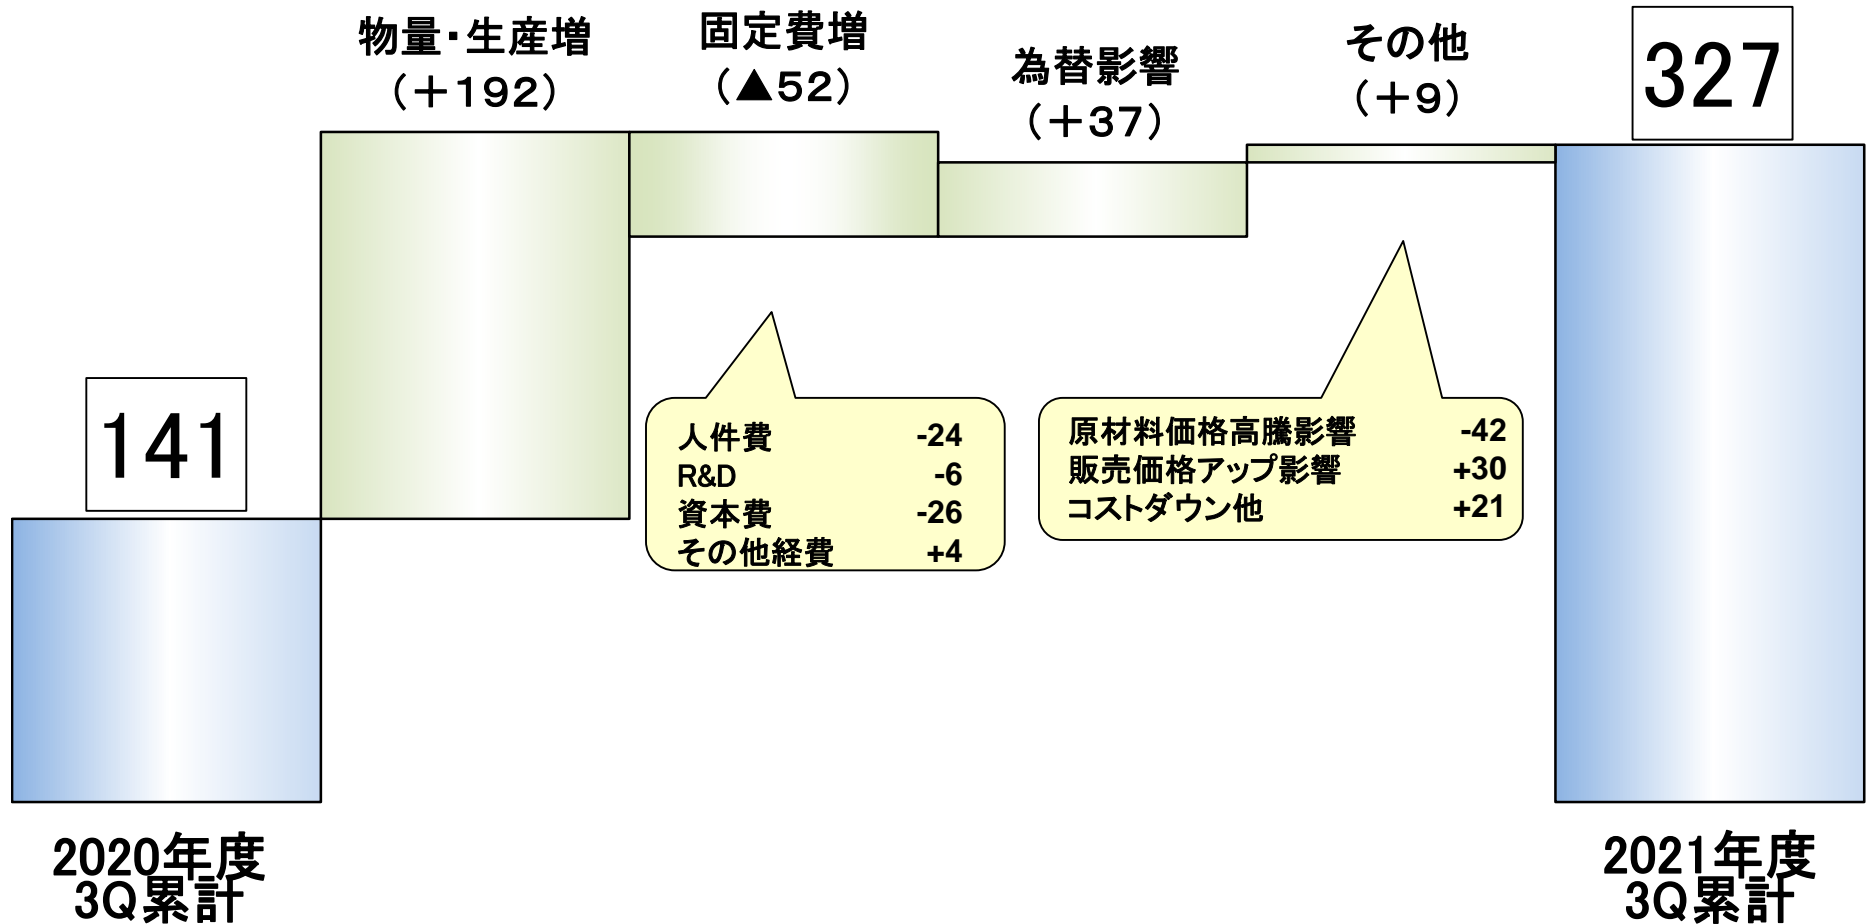 物量・生産増
（＋192）
固定費増
（▲52）
為替影響
（＋37）
その他
（＋9）
327
141
人件費 -24
R&D -6
資本費 -26
その他経費 +4
原材料価格高騰影響 -42
販売価格アップ影響 +30
コストダウン他 +21
2020年度
3Q累計
2021年度
3Q累計